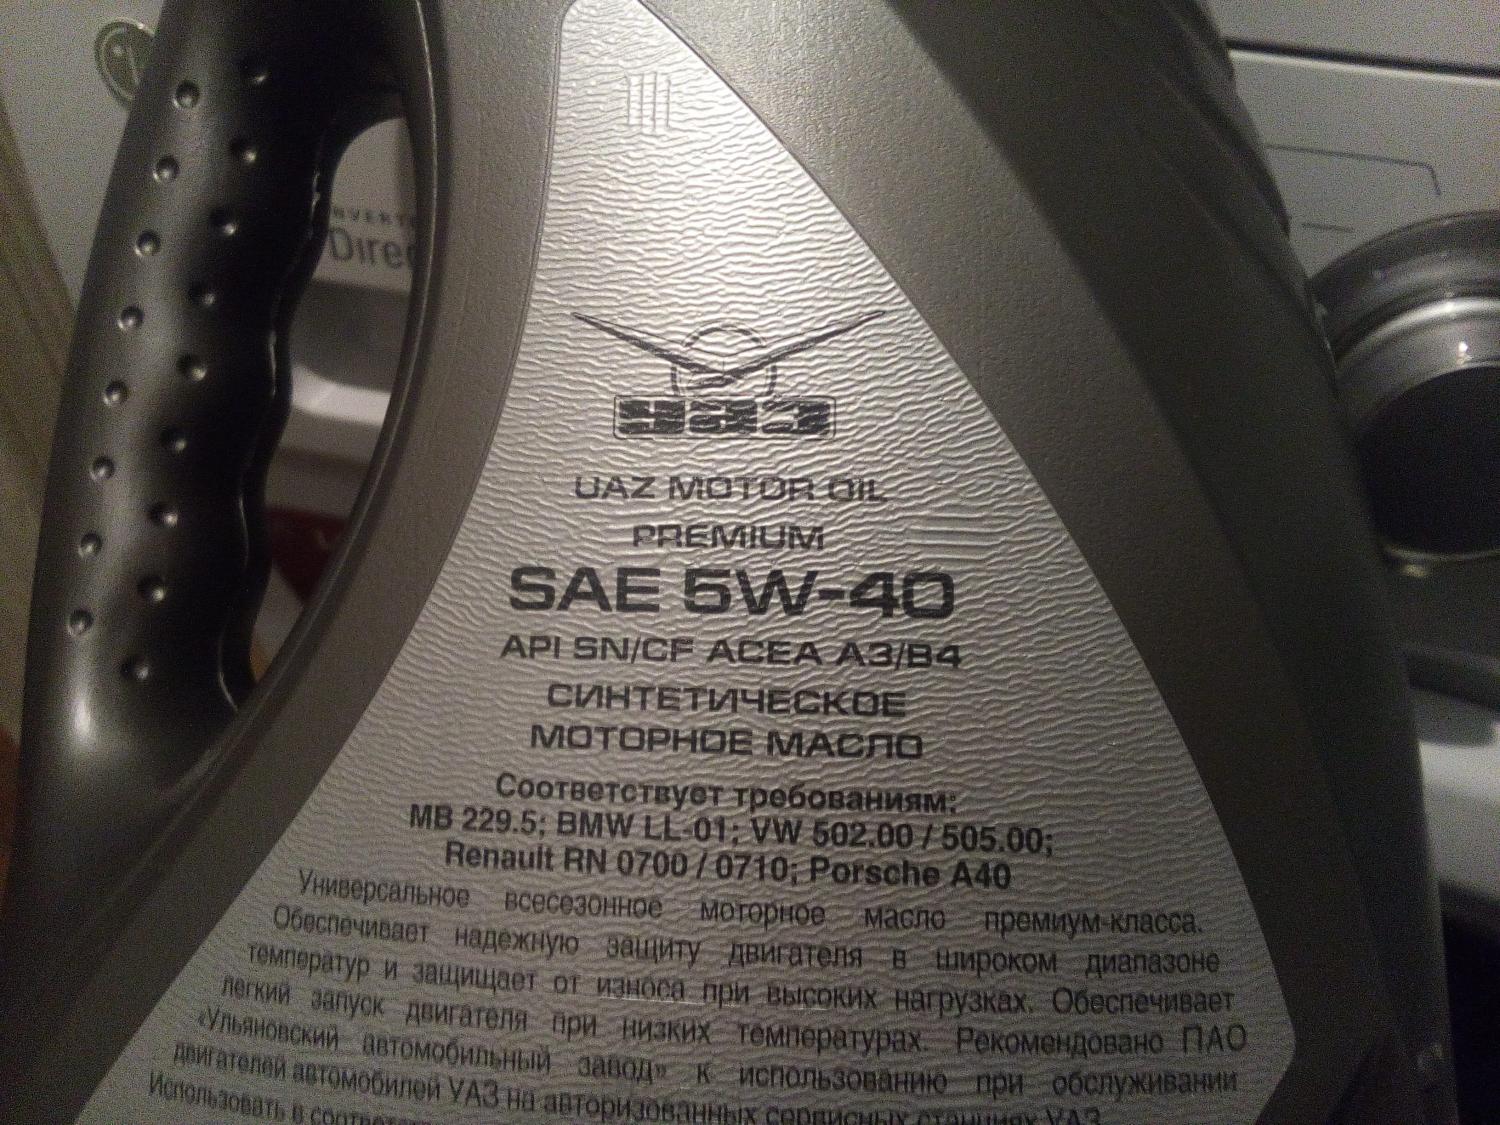 NVERT
Direc
УАЗ
UAZ MOTOR OIL
PREMIUM
SAE 5W-40
API SN/CF ACEA A3/B4
СИНТЕТИЧЕСКОЕ
МОТОРНОЕ МАСЛО
Соответствует требованиям:
MB 229.5; BMW LL-01; VW 502.00 / 505.00;
Renault RN 0700 / 0710; Porsche A40
Универсальное всесезонное моторное масло премиум-класса.
Обеспечивает надежную защиту двигателя в широком диапазоне
температур и защищает от износа при высоких нагрузках. Обеспечивает
легкий запуск двигателя при низких температурах. Рекомендовано ПАО
«Ульяновский автомобильный завод» к использованию при обслуживании
двигателей автомобилей УАЗ на авторизованных сервисных станциях УАЗ.
Использовать в